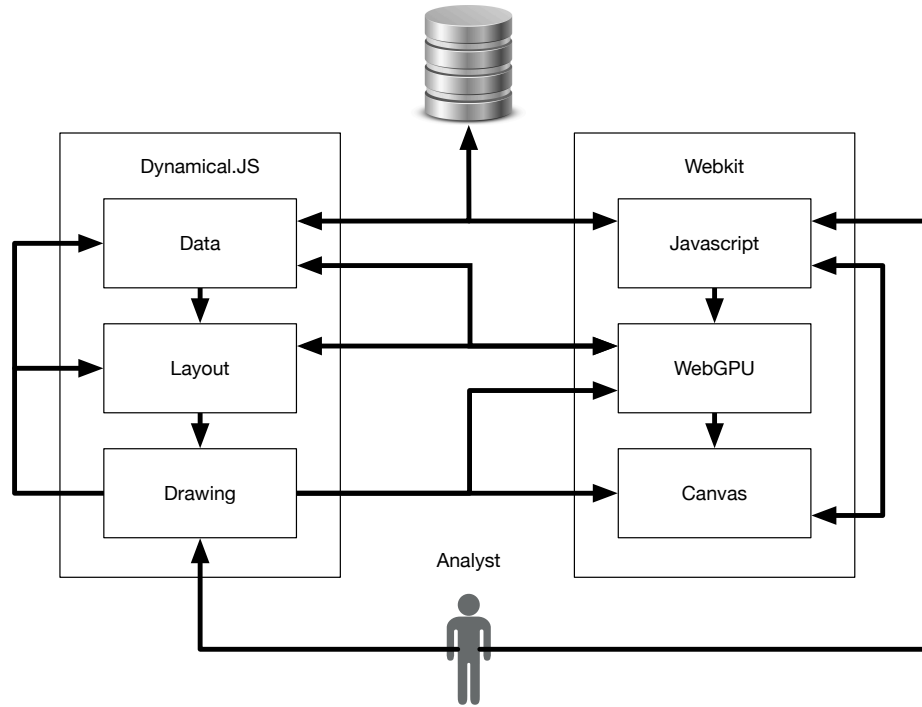 Dynamical.JS
Webkit
Data
Javascript
Layout
WebGPU
Drawing
Canvas
Analyst